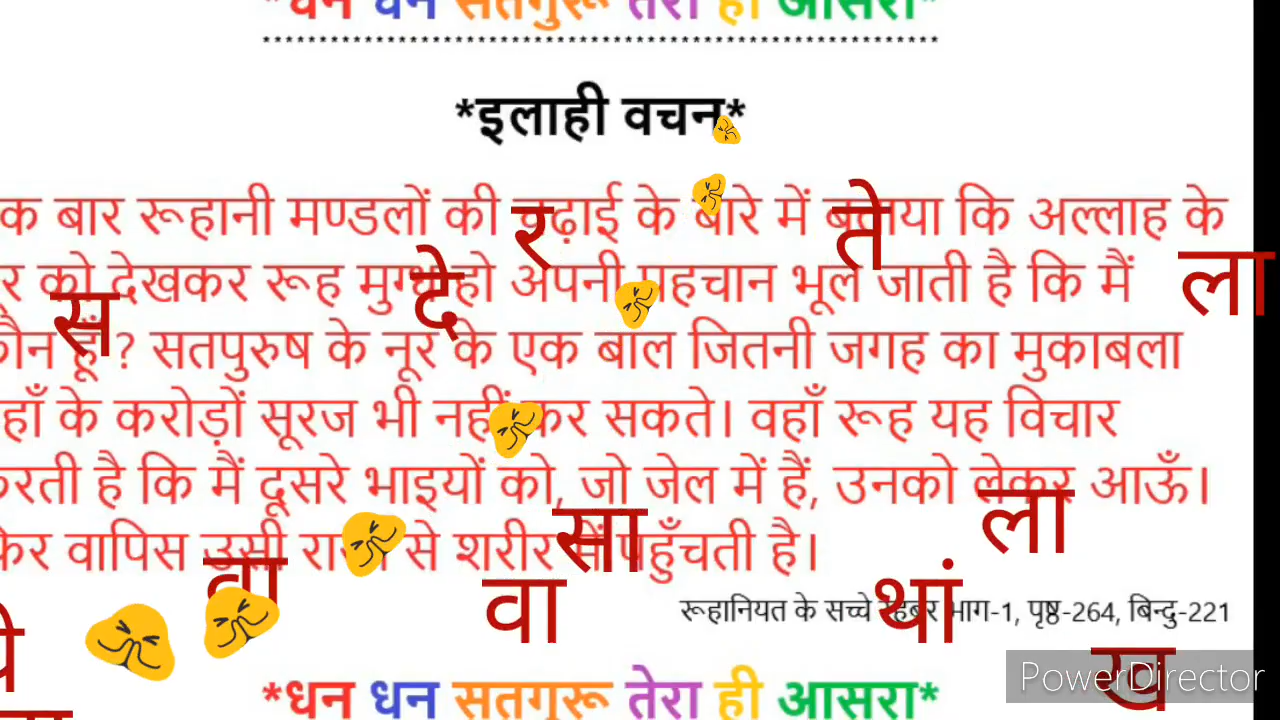 *धन धन सतगुरू तेरा ही आसरा*
*इलाही वचन*
क बार रूहानी मण्डलों की चढ़ाई के बारे में बताया कि अल्लाह के
र को देखकर रूह मुग्ध हो अपनी पहचान भूल जाती है कि मैं
कौन हूं ? सतपुरुष के नूर के एक बाल जितनी जगह का मुकाबला
हाँ के करोड़ों सूरज भी नहीं कर सकते। वहाँ रूह यह विचार
करती है कि मैं दूसरे भाइयों को, जो जेल में हैं, उनको लेकर आऊँ।
फिर वापिस उसी रास्ते से शरीर में पहुँचती है।
रूहानियत के सच्चे रहबर भाग-1, पृष्ठ-264, बिन्दु-221
*धन धन सतगुरू तेरा ही आसरा*
र
ते
ला
स
दे
सा
ला
वा
वा
थां
ख
PowerDirector